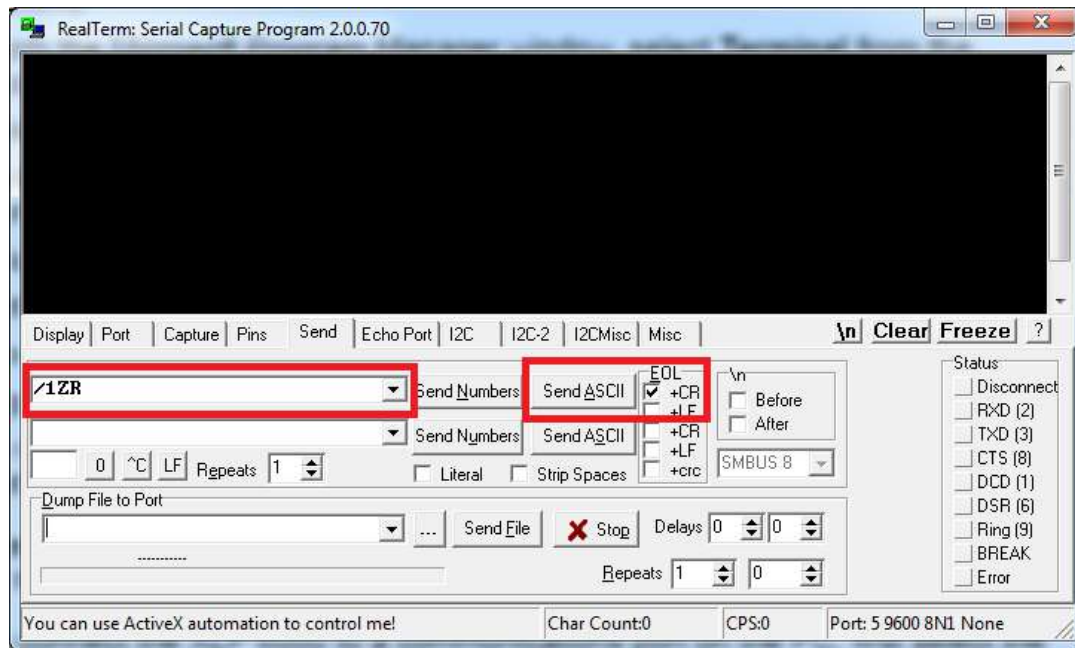 RealTerm: Serial Capture Program 2.0.0.70
Display Port Capture Pins Send Echo Port I2C I2C-2 I2CMisc Misc \n Clear Freeze ?
/1ZR Send Numbers Send ASCII EOL +CR +LF \n Before After
Send Numbers Send ASCII +CR +LF +crc SMBUS 8
0 ^C LF Repeats 1 Literal Strip Spaces
Dump File to Port
... Send File Stop Delays 0 0
----------
Repeats 1 0
Status
Disconnect
RXD (2)
TXD (3)
CTS (8)
DCD (1)
DSR (6)
Ring (9)
BREAK
Error
You can use ActiveX automation to control me! Char Count:0 CPS:0 Port: 5 9600 8N1 None